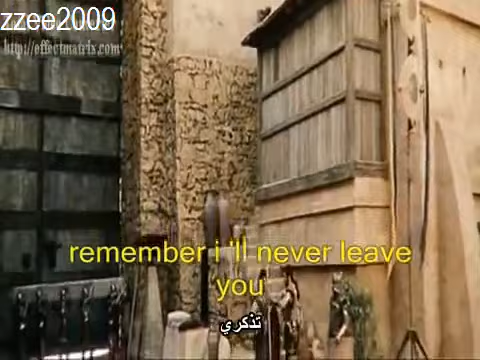 zzee2009
http://effectmatrix.com
remember i 'll never leave
you
تذكري